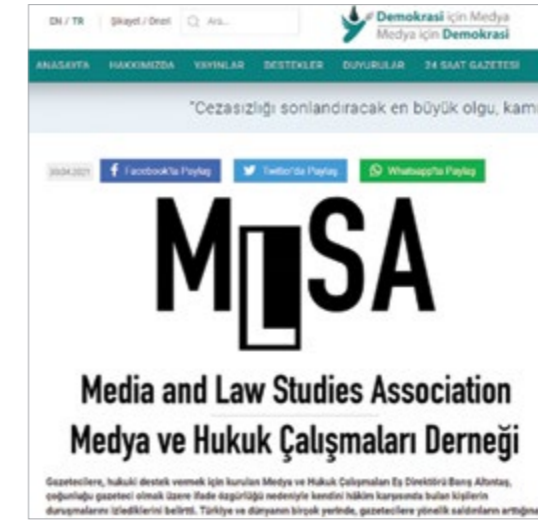 EN / TR Şikayet / Öneri Ara...
Demokrasi için Medya
Medya için Demokrasi
ANASAYFA HAKKIMIZDA YAYINLAR DESTEKLER DUYURULAR 24 SAAT GAZETESİ
"Cezasızlığı sonlandıracak en büyük olgu, kam
30.04.2021 Facebook'ta Paylaş Twitter'da Paylaş Whatsapp'ta Paylaş
MLSA
Media and Law Studies Association
Medya ve Hukuk Çalışmaları Derneği
Gazetecilere, hukuki destek vermek için kurulan Medya ve Hukuk Çalışmaları Eş Direktörü Barış Altıntaş,
çoğunluğu gazeteci olmak üzere ifade özgürlüğü nedeniyle kendini hâkim karşısında bulan kişilerin
duruşmalarını izlediklerini belirtti. Türkiye ve dünyanın birçok yerinde, gazetecilere yönelik saldırıların arttığına